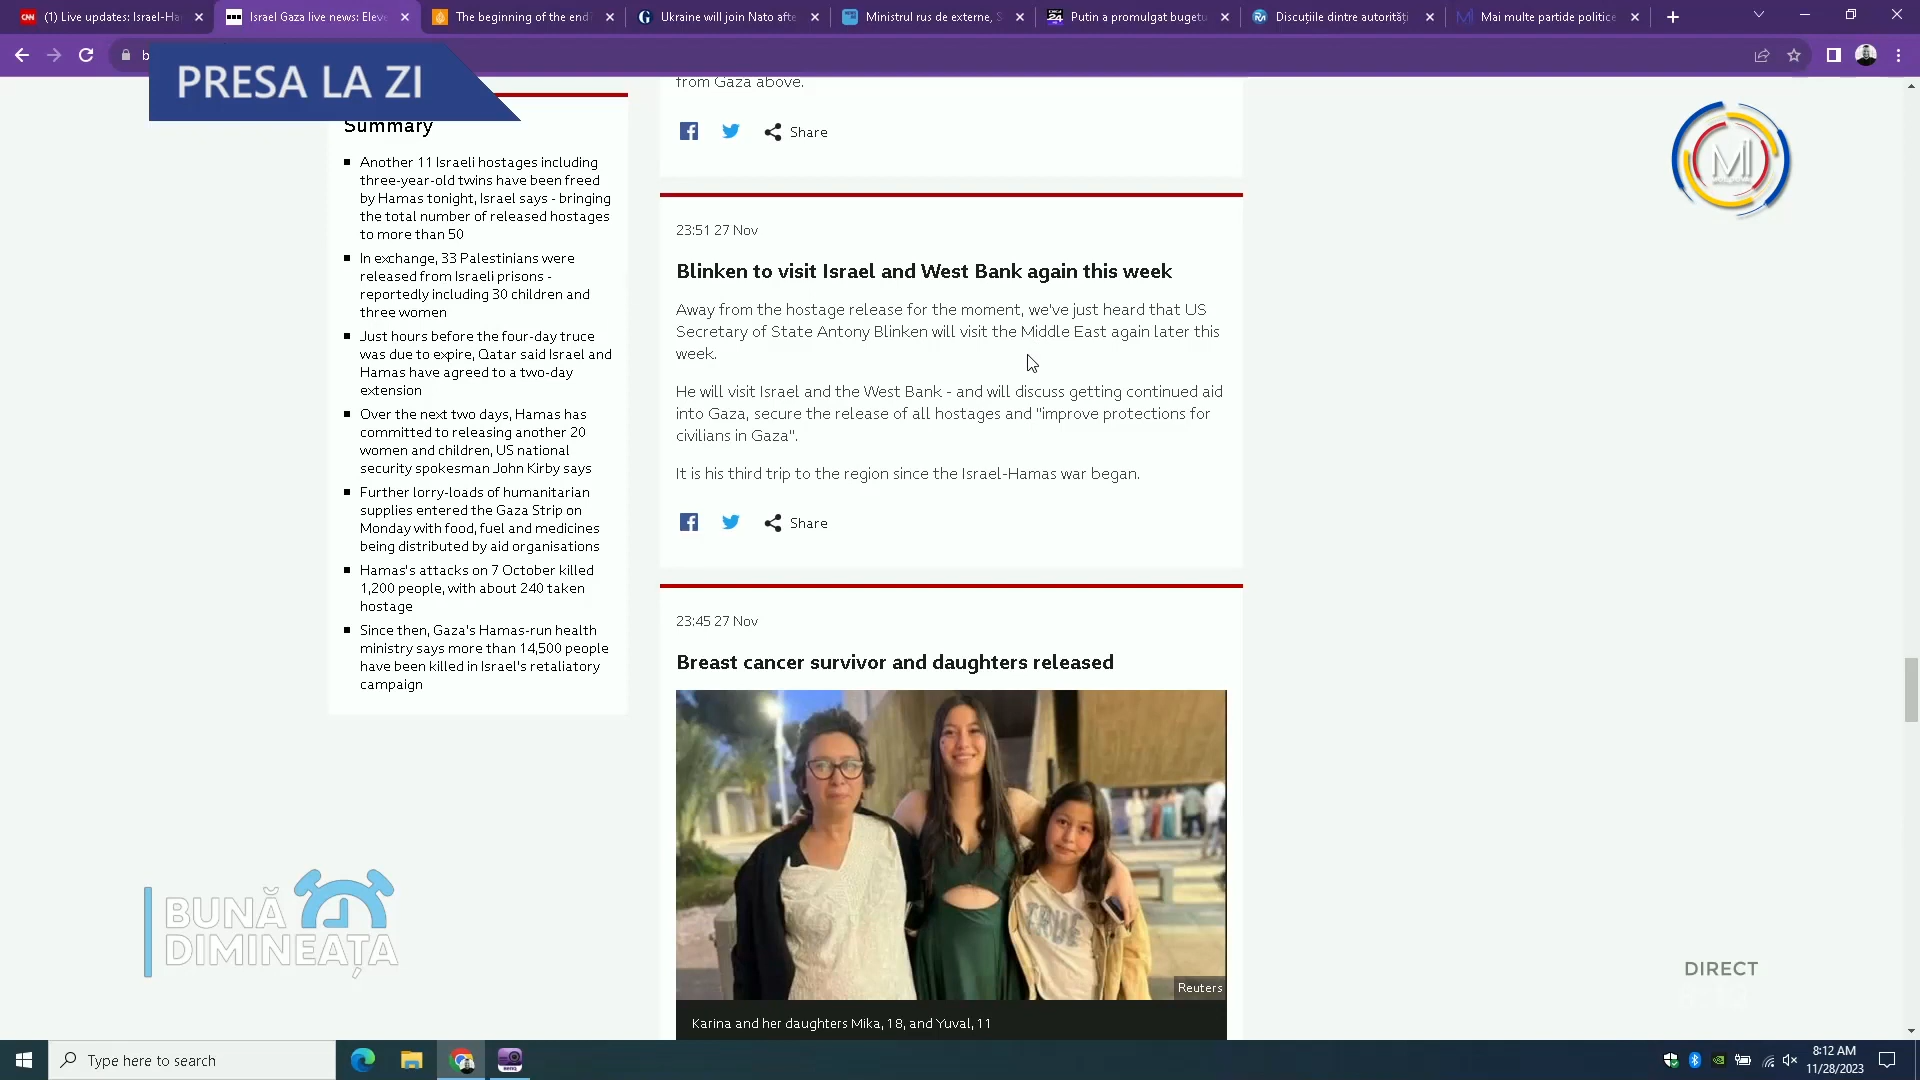 (1) Live updates: Israel-Ha
Israel Gaza live news: Eleve
The beginning of the end?
Ukraine will join Nato afte
Ministrul rus de externe, S
Putin a promulgat bugetu
Discuțiile dintre autorităț
Mai multe partide politice
b
PRESA LA ZI
Summary
Another 11 Israeli hostages including
three-year-old twins have been freed
by Hamas tonight, Israel says - bringing
the total number of released hostages
to more than 50
In exchange, 33 Palestinians were
released from Israeli prisons -
reportedly including 30 children and
three women
Just hours before the four-day truce
was due to expire, Qatar said Israel and
Hamas have agreed to a two-day
extension
Over the next two days, Hamas has
committed to releasing another 20
women and children, US national
security spokesman John Kirby says
Further lorry-loads of humanitarian
supplies entered the Gaza Strip on
Monday with food, fuel and medicines
being distributed by aid organisations
Hamas's attacks on 7 October killed
1,200 people, with about 240 taken
hostage
Since then, Gaza's Hamas-run health
ministry says more than 14,500 people
have been killed in Israel's retaliatory
campaign
from Gaza above.
Share
23:51 27 Nov
Blinken to visit Israel and West Bank again this week
Away from the hostage release for the moment, we've just heard that US
Secretary of State Antony Blinken will visit the Middle East again later this
week.
He will visit Israel and the West Bank - and will discuss getting continued aid
into Gaza, secure the release of all hostages and "improve protections for
civilians in Gaza".
It is his third trip to the region since the Israel-Hamas war began.
Share
23:45 27 Nov
Breast cancer survivor and daughters released
TRUE
Reuters
Karina and her daughters Mika, 18, and Yuval, 11
M1
BUNĂ
DIMINEAȚA
DIRECT
Type here to search
8:12 AM
11/28/2023